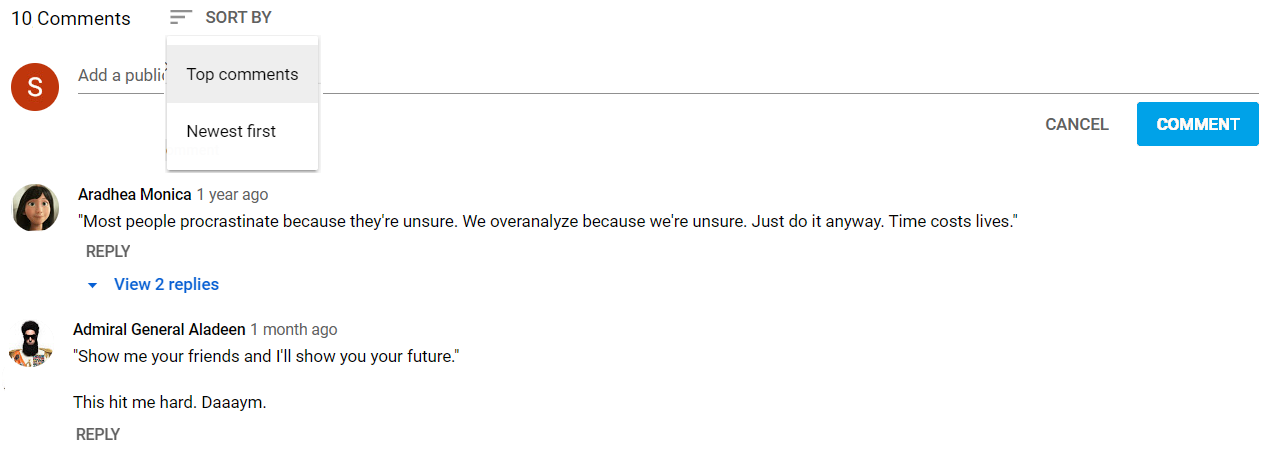 10 Comments SORT BY
Top comments
S Add a public
Newest first
CANCEL COMMENT
Aradhea Monica 1 year ago
"Most people procrastinate because they're unsure. We overanalyze because we're unsure. Just do it anyway. Time costs lives."
REPLY
View 2 replies
Admiral General Aladeen 1 month ago
"Show me your friends and I'll show you your future."
This hit me hard. Daaaym.
REPLY